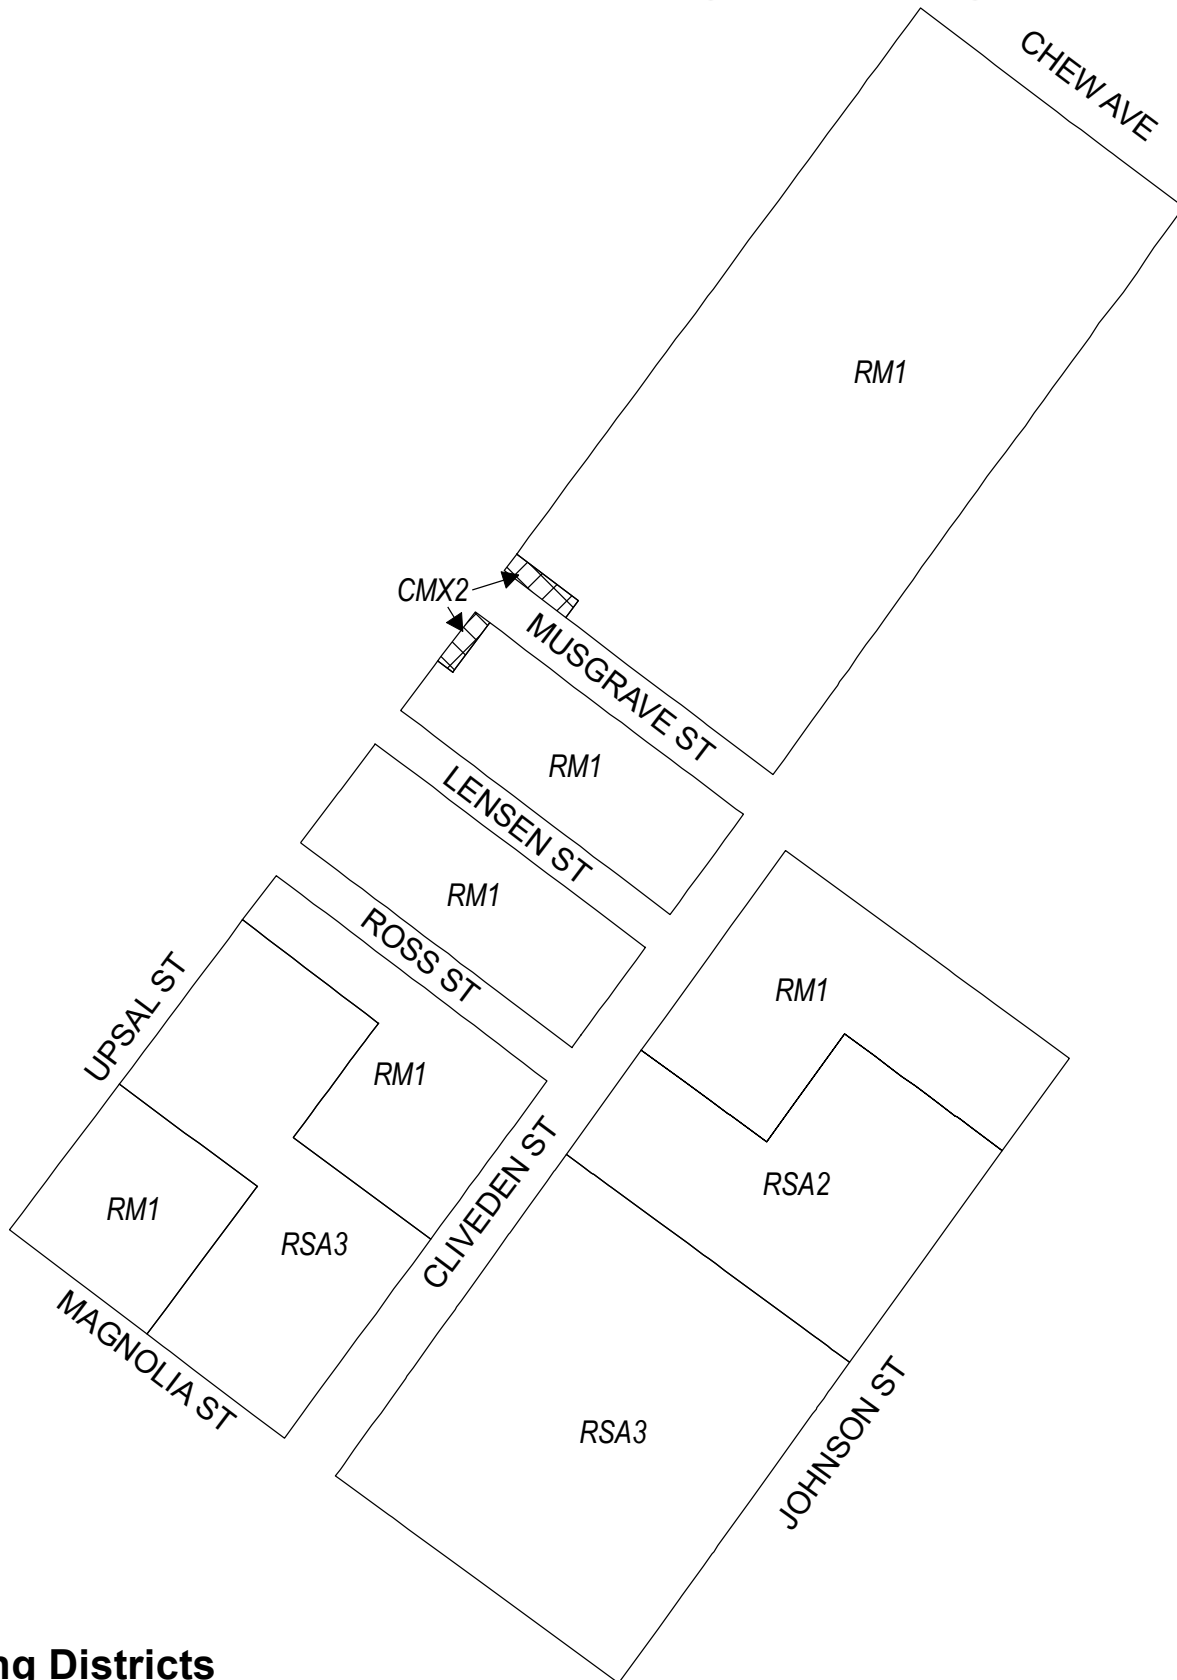 CHEW AVE
RM1
CMX2
MUSGRAVE ST
RM1
LENSEN ST
RM1
ROSS ST
UPSAL ST
RM1
RM1
CLIVEDEN ST
RSA2
RM1
RSA3
MAGNOLIA ST
RSA3
JOHNSON ST
ng Districts